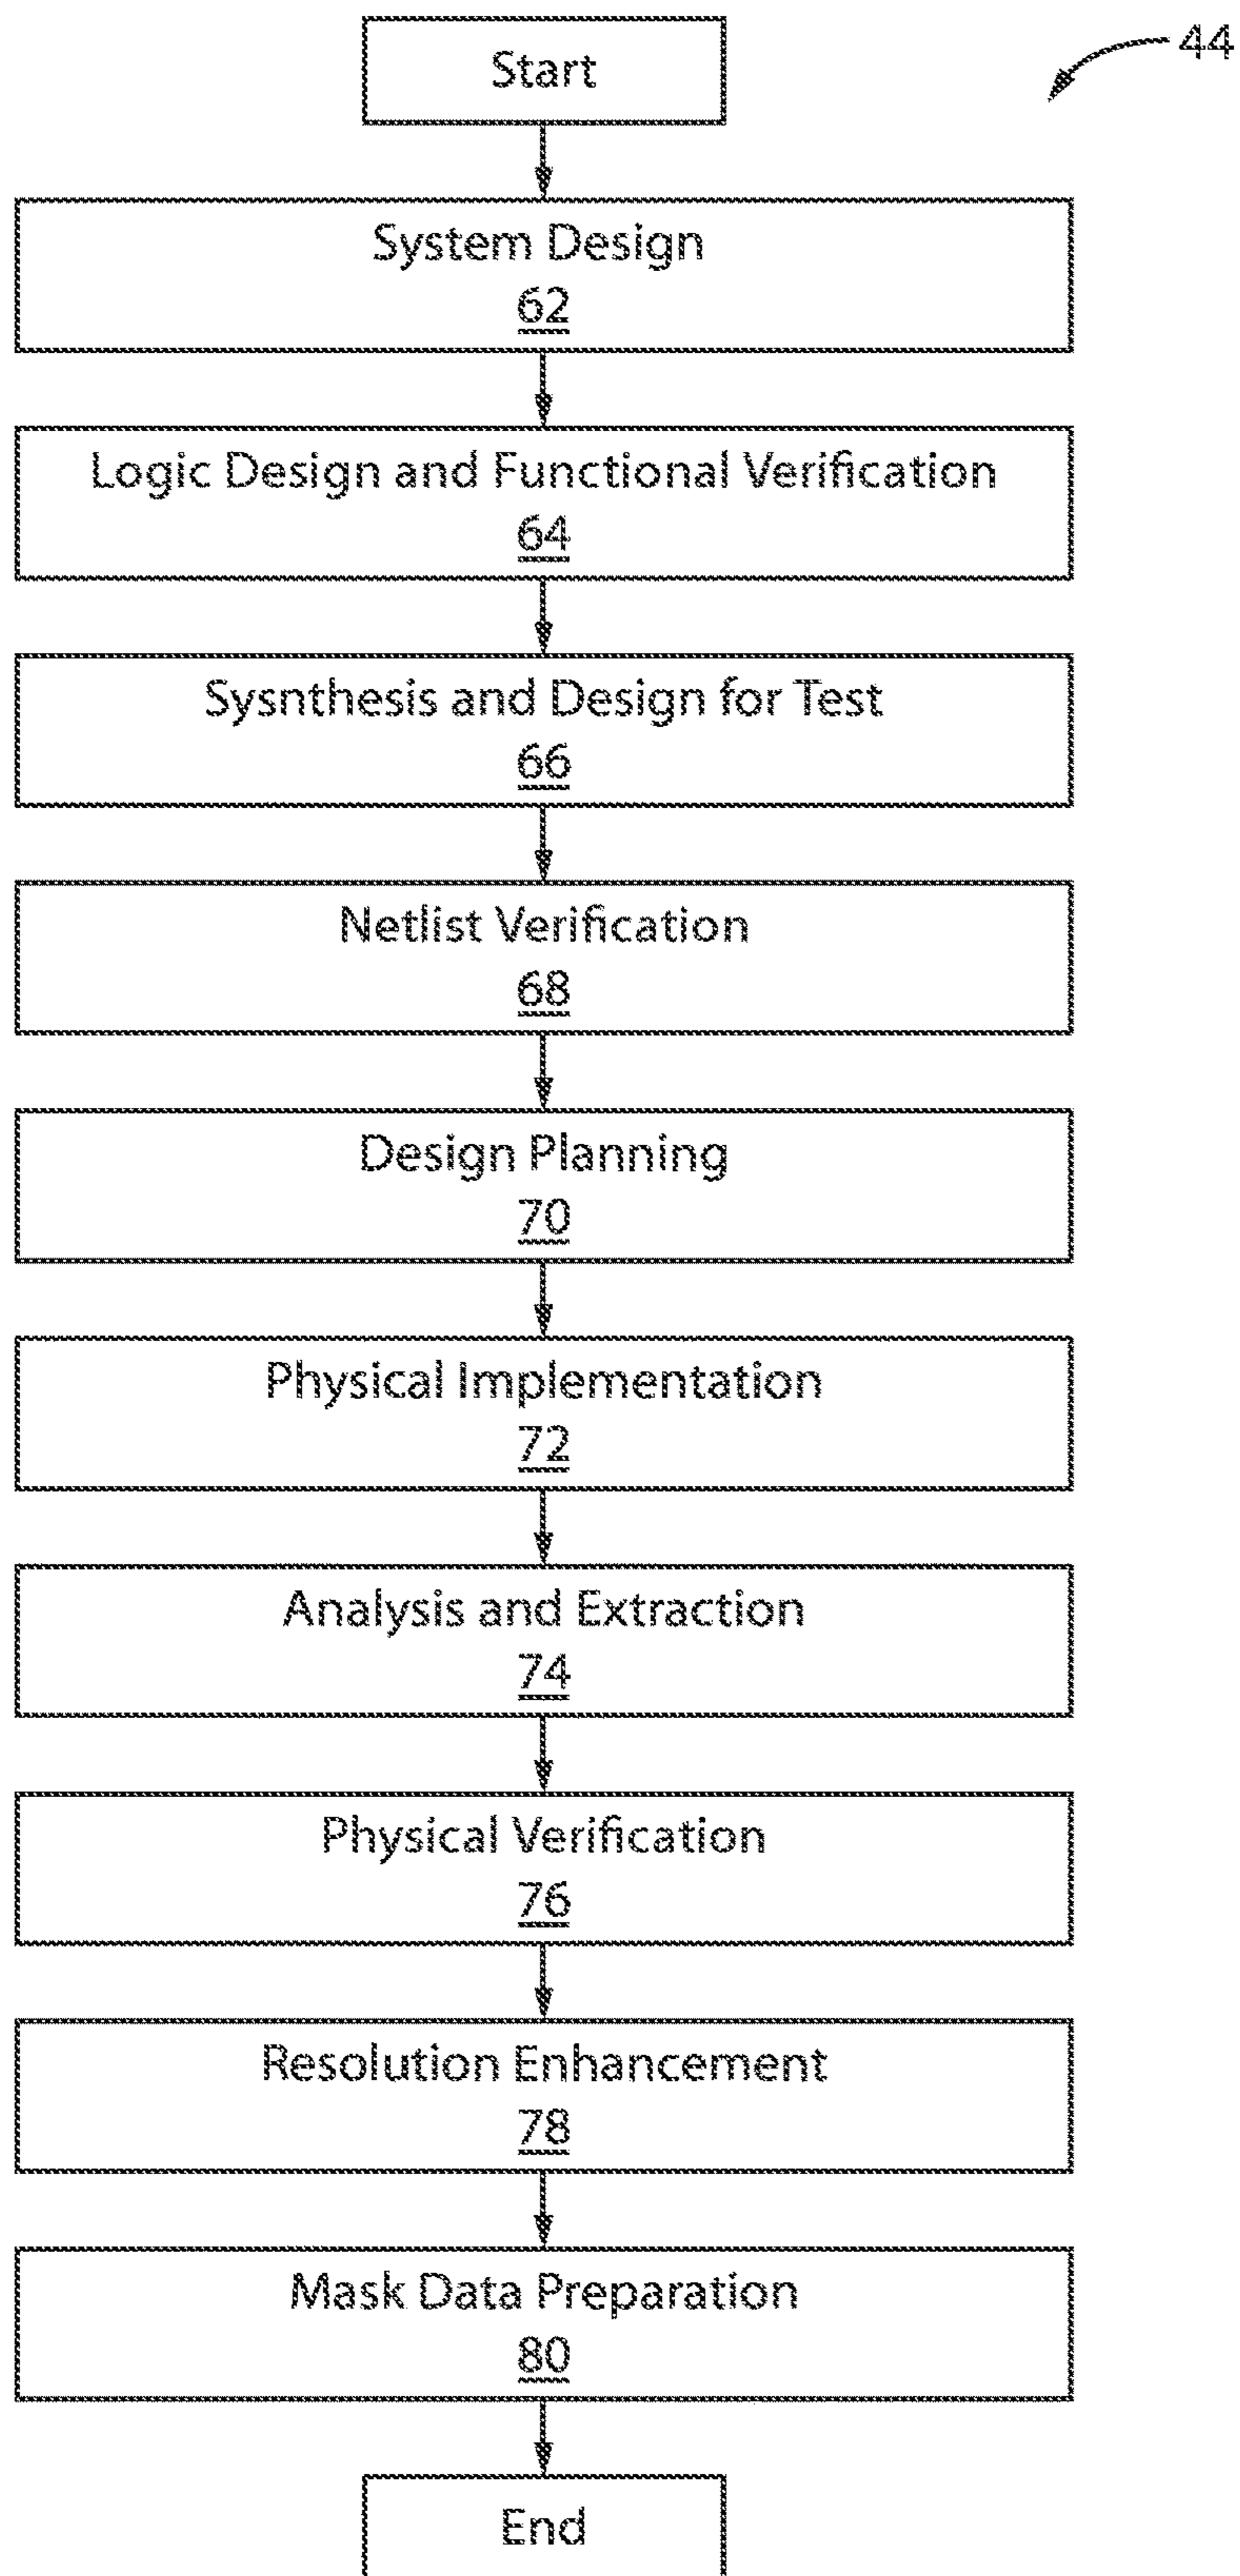 44
Start
System Design
62
Logic Design and Functional Verification
64
Sysnthesis and Design for Test
66
Netlist Verification
68
Design Planning
70
Physical Implementation
72
Analysis and Extraction
74
Physical Verification
76
Resolution Enhancement
78
Mask Data Preparation
80
End